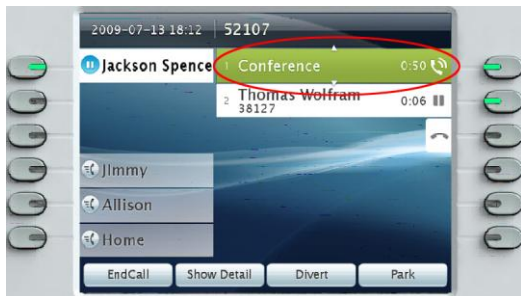 2009-07-13 18:12 52107
Jackson Spence 1 Conference 0:50
2 Thomas Wolfram 0:06
38127
JImmy
Allison
Home
EndCall Show Detail Divert Park